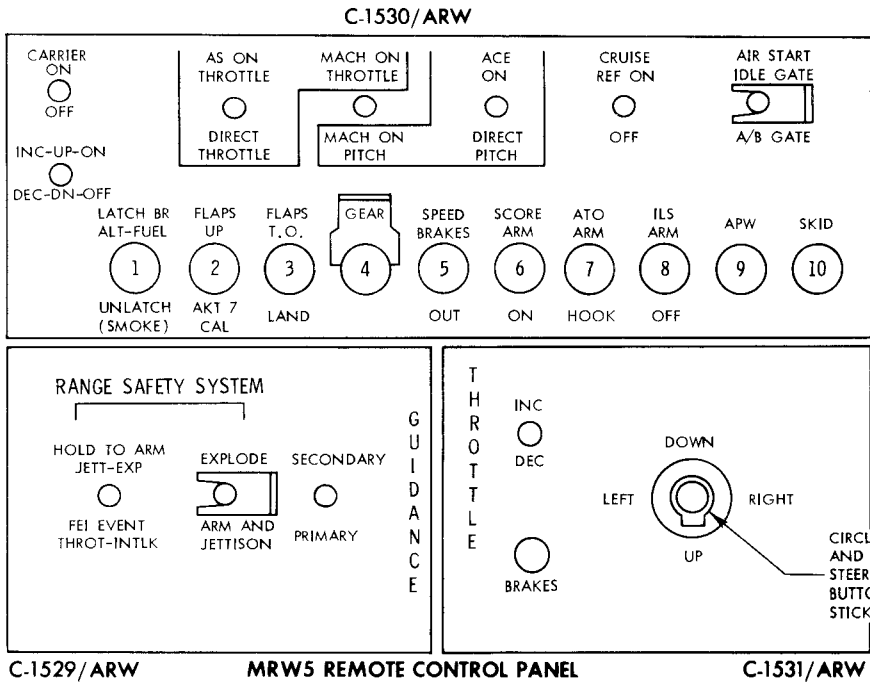 C-1530/ARW
CARRIER
ON
OFF
INC-UP-ON
DEC-DN-OFF
AS ON
THROTTLE
DIRECT
THROTTLE
MACH ON
THROTTLE
MACH ON
PITCH
ACE
ON
DIRECT
PITCH
CRUISE
REF ON
OFF
AIR START
IDLE GATE
A/B GATE
LATCH BR
ALT-FUEL
1
UNLATCH
(SMOKE)
FLAPS
UP
2
AKT 7
CAL
FLAPS
T.O.
3
LAND
GEAR
4
SPEED
BRAKES
5
OUT
SCORE
ARM
6
ON
ATO
ARM
7
HOOK
ILS
ARM
8
OFF
APW
9
SKID
10
RANGE SAFETY SYSTEM
HOLD TO ARM
JETT-EXP
FEI EVENT
THROT-INTLK
EXPLODE
ARM AND
JETTISON
SECONDARY
PRIMARY
GUIDANCE
THROTTLE
INC
DEC
BRAKES
DOWN
LEFT
RIGHT
UP
CIRCL
AND
STEER
BUTTO
STICK
C-1529/ARW
MRW5 REMOTE CONTROL PANEL
C-1531/ARW